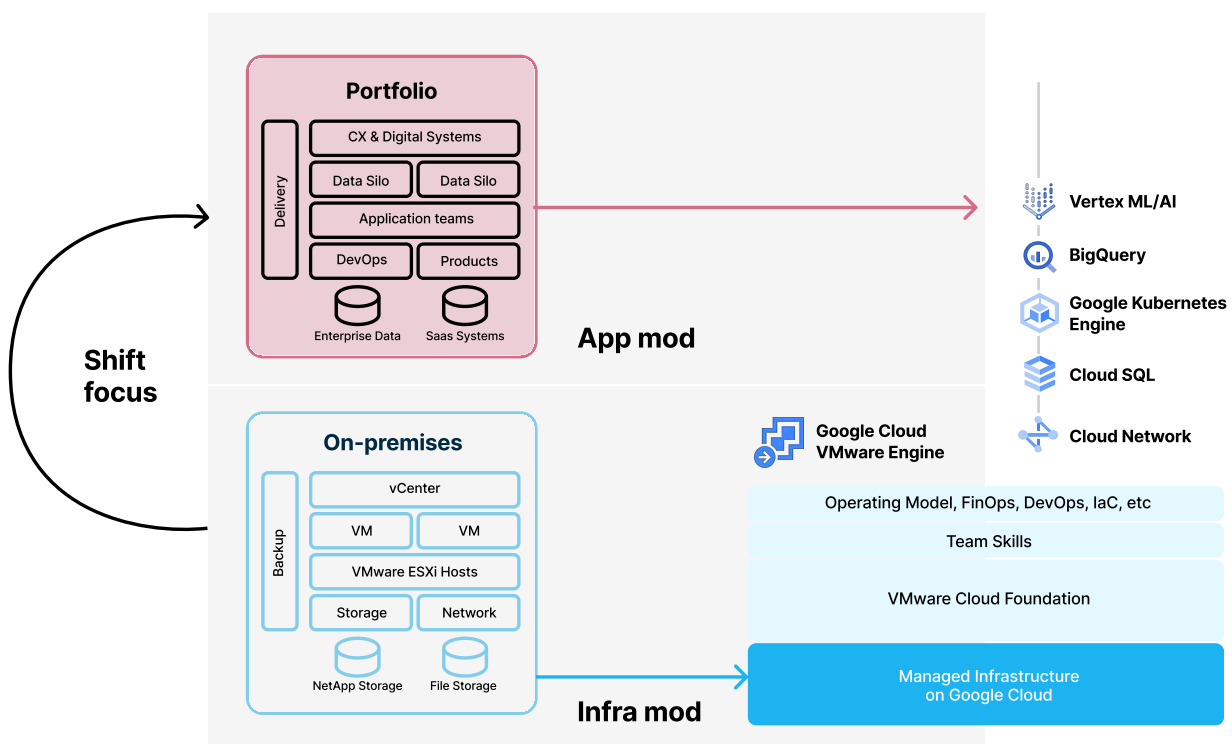 Portfolio
Delivery
CX & Digital Systems
Data Silo
Data Silo
Application teams
DevOps
Products
Enterprise Data
Saas Systems
App mod
Shift
focus
Vertex ML/AI
BigQuery
Google Kubernetes
Engine
Cloud SQL
Cloud Network
On-premises
Backup
vCenter
VM
VM
VMware ESXi Hosts
Storage
Network
NetApp Storage
File Storage
Infra mod
Google Cloud
VMware Engine
Operating Model, FinOps, DevOps, IaC, etc
Team Skills
VMware Cloud Foundation
Managed Infrastructure
on Google Cloud